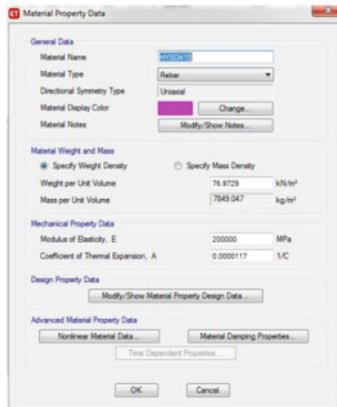 Material Property Data
General Data
Material Name HYSD415
Material Type Rebar
Directional Symmetry Type Uniaxial
Material Display Color Change...
Material Notes Modify/Show Notes...
Material Weight and Mass
Specify Weight Density Specify Mass Density
Weight per Unit Volume 76.9729 kN/m³
Mass per Unit Volume 7849.047 kg/m³
Mechanical Property Data
Modulus of Elasticity, E 200000 MPa
Coefficient of Thermal Expansion, A 0.0000117 1/C
Design Property Data
Modify/Show Material Property Design Data...
Advanced Material Property Data
Nonlinear Material Data... Material Damping Properties...
Time Dependent Properties...
OK Cancel